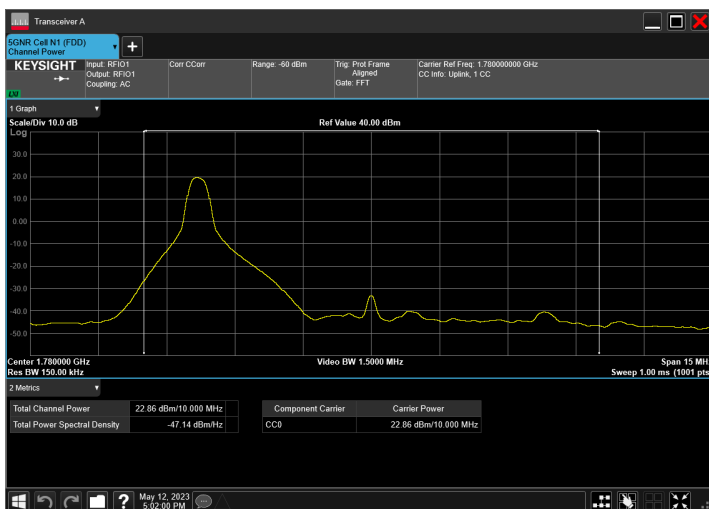 Transceiver A
5GNR Cell N1 (FDD)
Channel Power
KEYSIGHT
LXI
Input: RFIO1
Output: RFIO1
Coupling: AC
Corr CCorr
Range: -60 dBm
Trig: Prot Frame
Aligned
Gate: FFT
Carrier Ref Freq: 1.780000000 GHz
CC Info: Uplink, 1 CC
1 Graph
Scale/Div 10.0 dB
Ref Value 40.00 dBm
Log
30.0
20.0
10.0
0.00
-10.0
-20.0
-30.0
-40.0
-50.0
Center 1.780000 GHz
Video BW 1.5000 MHz
Span 15 MH
Res BW 150.00 kHz
Sweep 1.00 ms (1001 pts
2 Metrics
Total Channel Power 22.86 dBm/10.000 MHz
Total Power Spectral Density -47.14 dBm/Hz
Component Carrier Carrier Power
CC0 22.86 dBm/10.000 MHz
?
May 12, 2023
5:02:00 PM